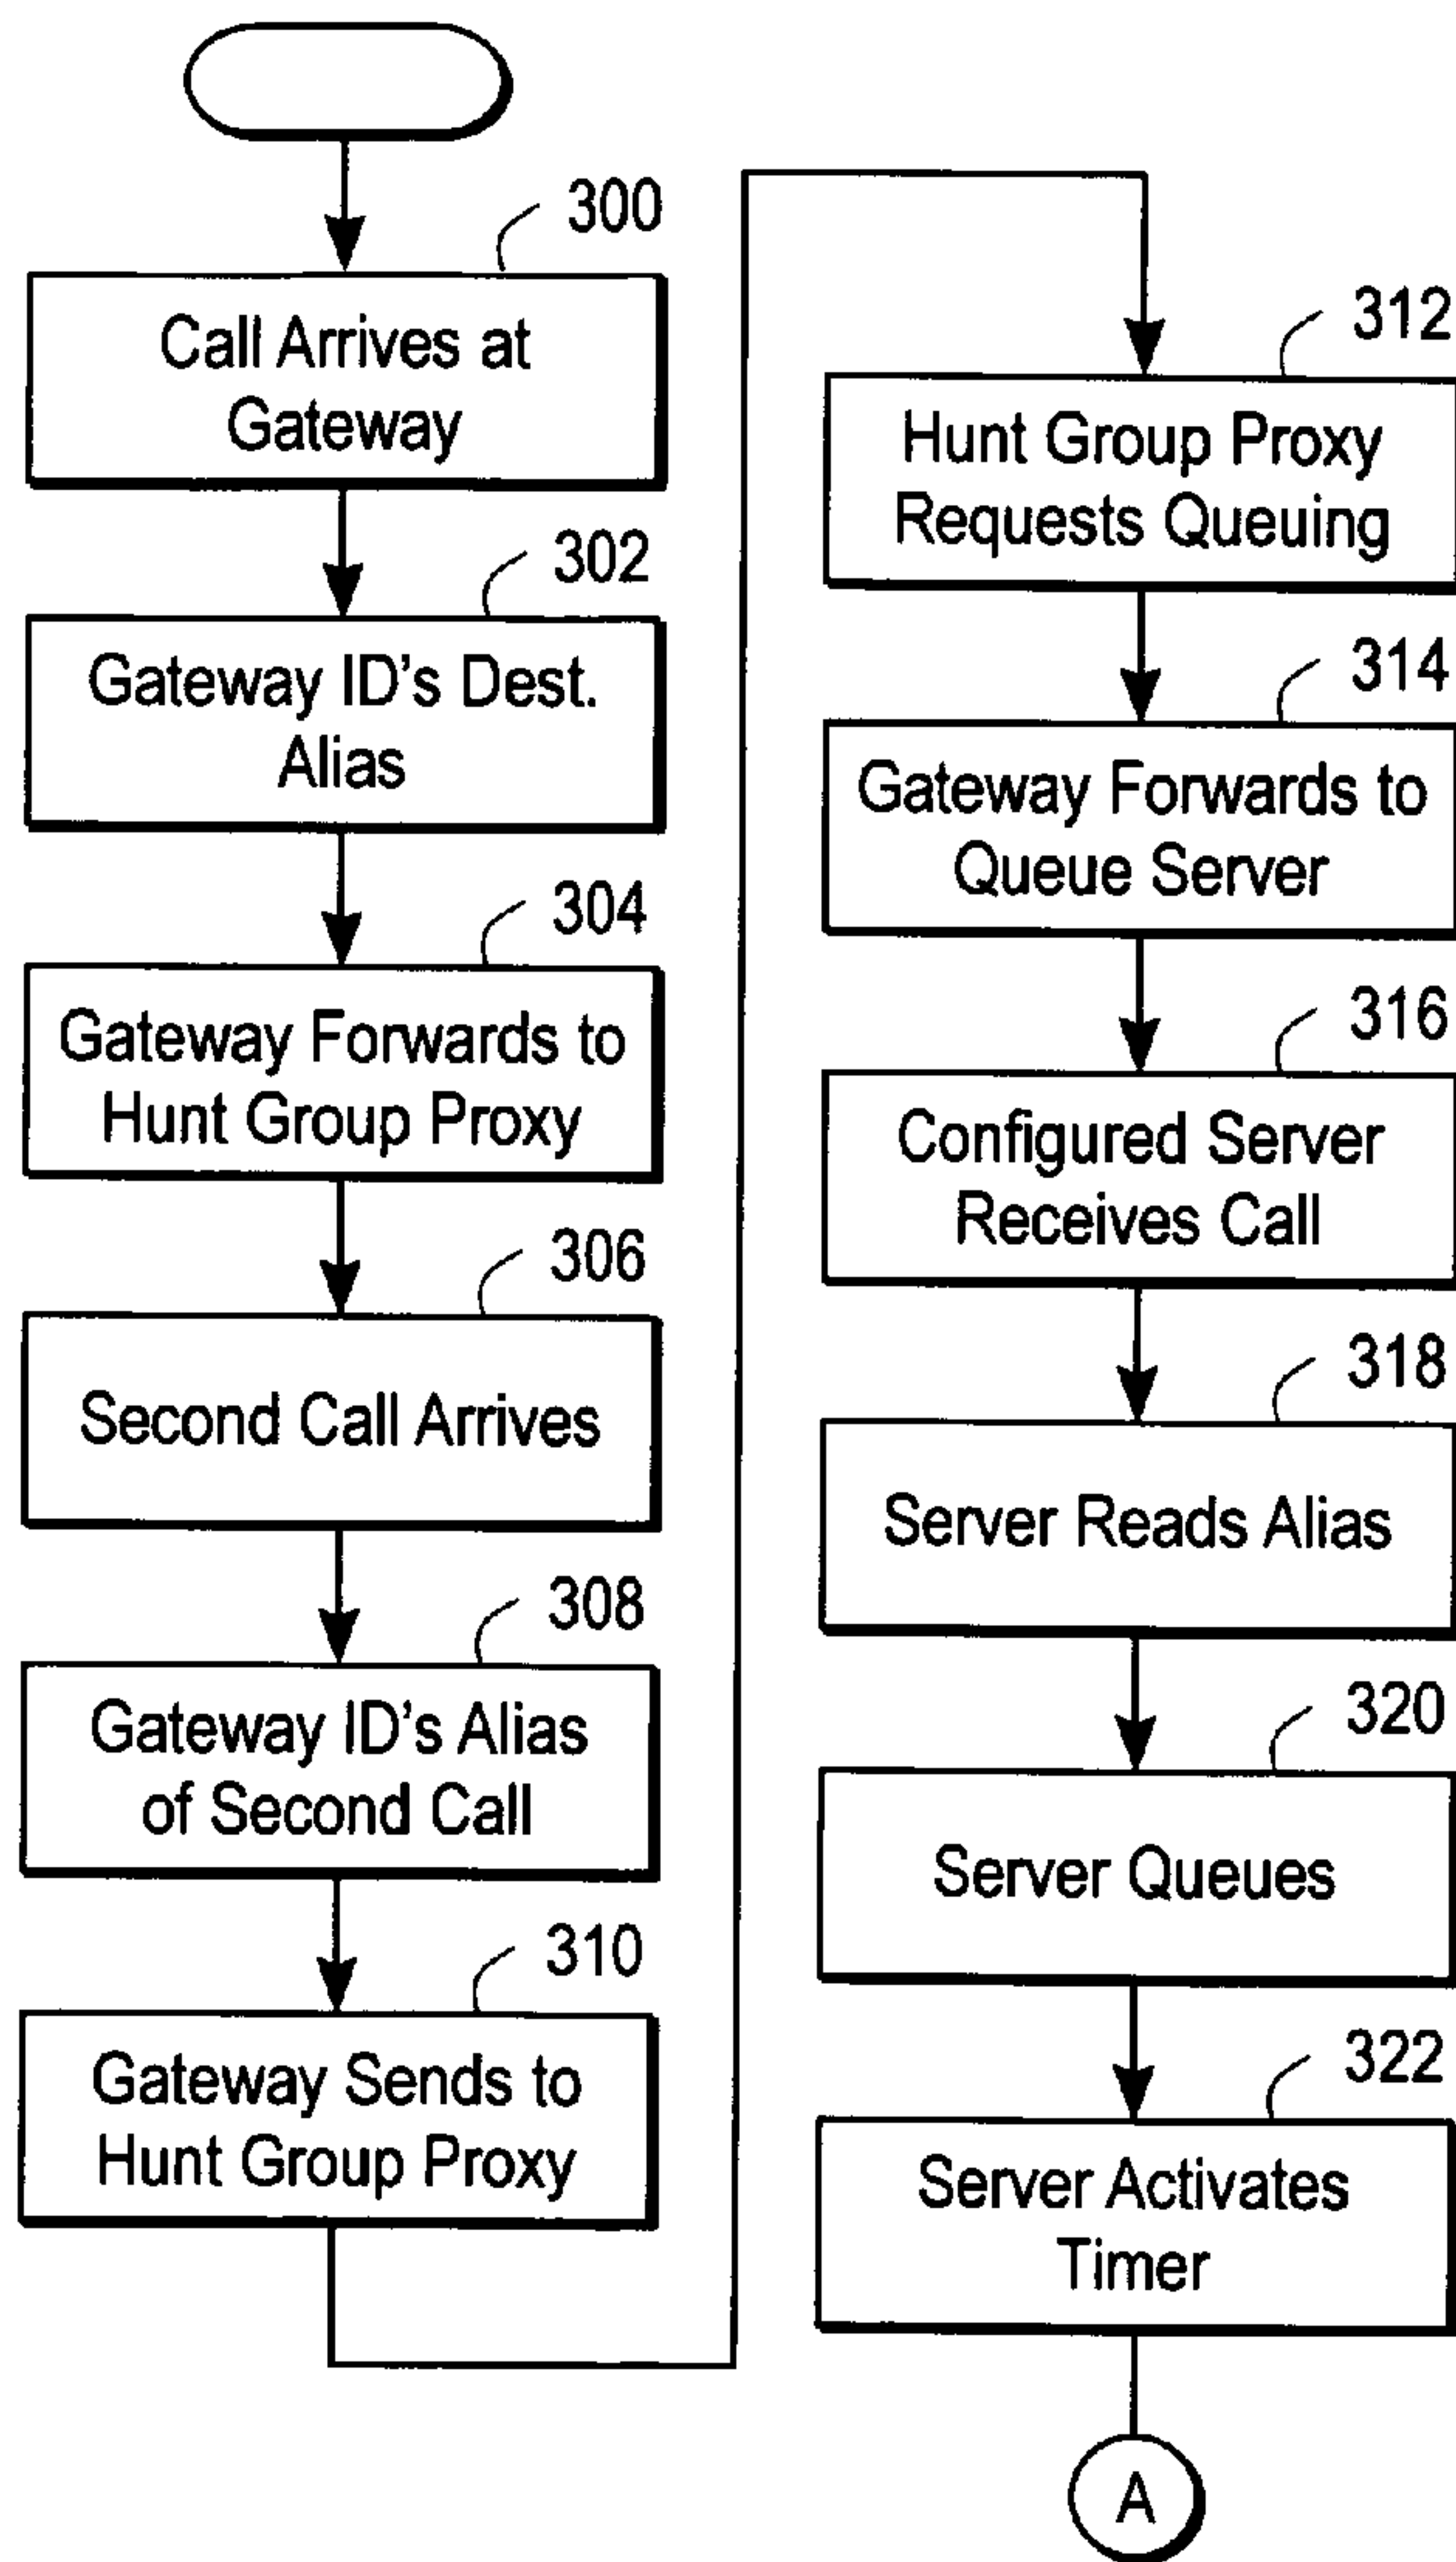 300
Call Arrives at
Gateway
302
Gateway ID's Dest.
Alias
304
Gateway Forwards to
Hunt Group Proxy
306
Second Call Arrives
308
Gateway ID's Alias
of Second Call
310
Gateway Sends to
Hunt Group Proxy
312
Hunt Group Proxy
Requests Queuing
314
Gateway Forwards to
Queue Server
316
Configured Server
Receives Call
318
Server Reads Alias
320
Server Queues
322
Server Activates
Timer
A